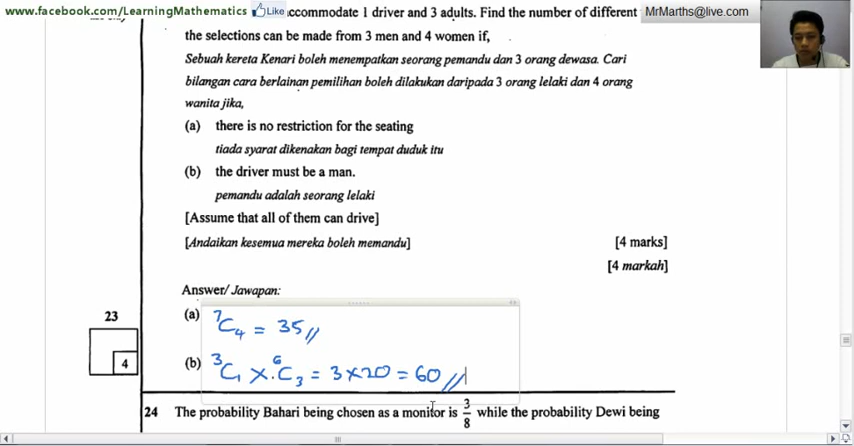 www.facebook.com/LearningMathematics Like ccommodate 1 driver and 3 adults. Find the number of different MrMarths@live.com
the selections can be made from 3 men and 4 women if,
Sebuah kereta Kenari boleh menempatkan seorang pemandu dan 3 orang dewasa. Cari
bilangan cara berlainan pemilihan boleh dilakukan daripada 3 orang lelaki dan 4 orang
wanita jika,
(a) there is no restriction for the seating
tiada syarat dikenakan bagi tempat duduk itu
(b) the driver must be a man.
pemandu adalah seorang lelaki
[Assume that all of them can drive]
[Andaikan kesemua mereka boleh memandu] [4 marks]
[4 markah]
Answer/ Jawapan:
23
(a) ⁷C₄ = 35//
4
(b) ³C₁ × ⁶C₃ = 3 × 20 = 60//
24 The probability Bahari being chosen as a monitor is 3/8 while the probability Dewi being